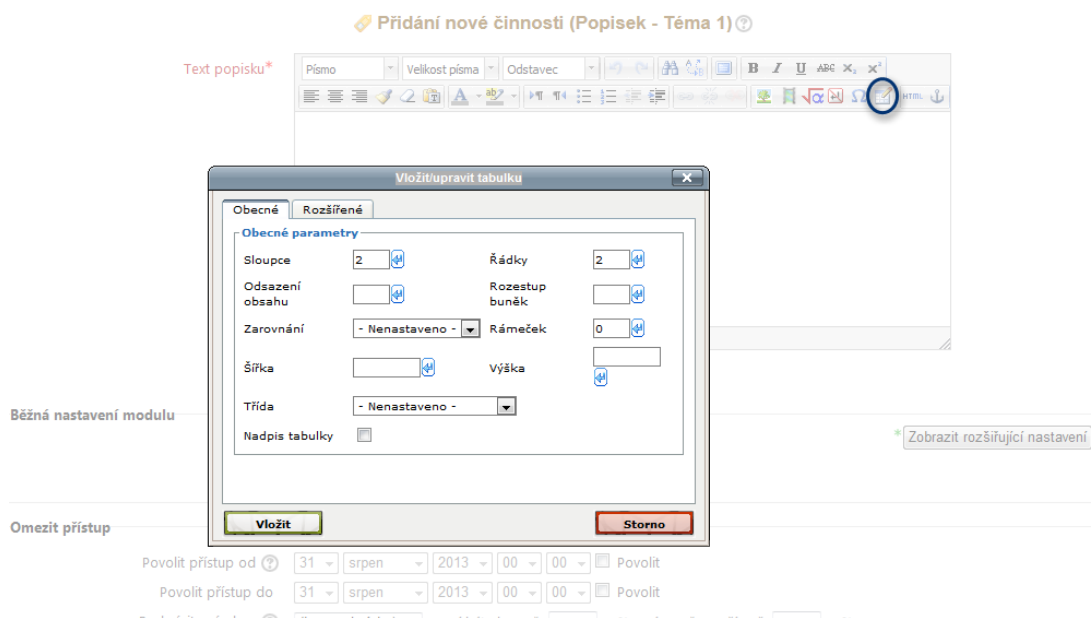 Přidání nové činnosti (Popisek - Téma 1)
Text popisku*
Písmo Velikost písma Odstavec B I U ABC X₂ X²
HTML
Vložit/upravit tabulku
Obecné Rozšířené
Obecné parametry
Sloupce 2 Řádky 2
Odsazení obsahu Rozestup buněk
Zarovnání - Nenastaveno - Rámeček 0
Šířka Výška
Třída - Nenastaveno -
Nadpis tabulky
Běžná nastavení modulu
* Zobrazit rozšiřující nastavení
Vložit Storno
Omezit přístup
Povolit přístup od 31 srpen 2013 00 00 Povolit
Povolit přístup do 31 srpen 2013 00 00 Povolit